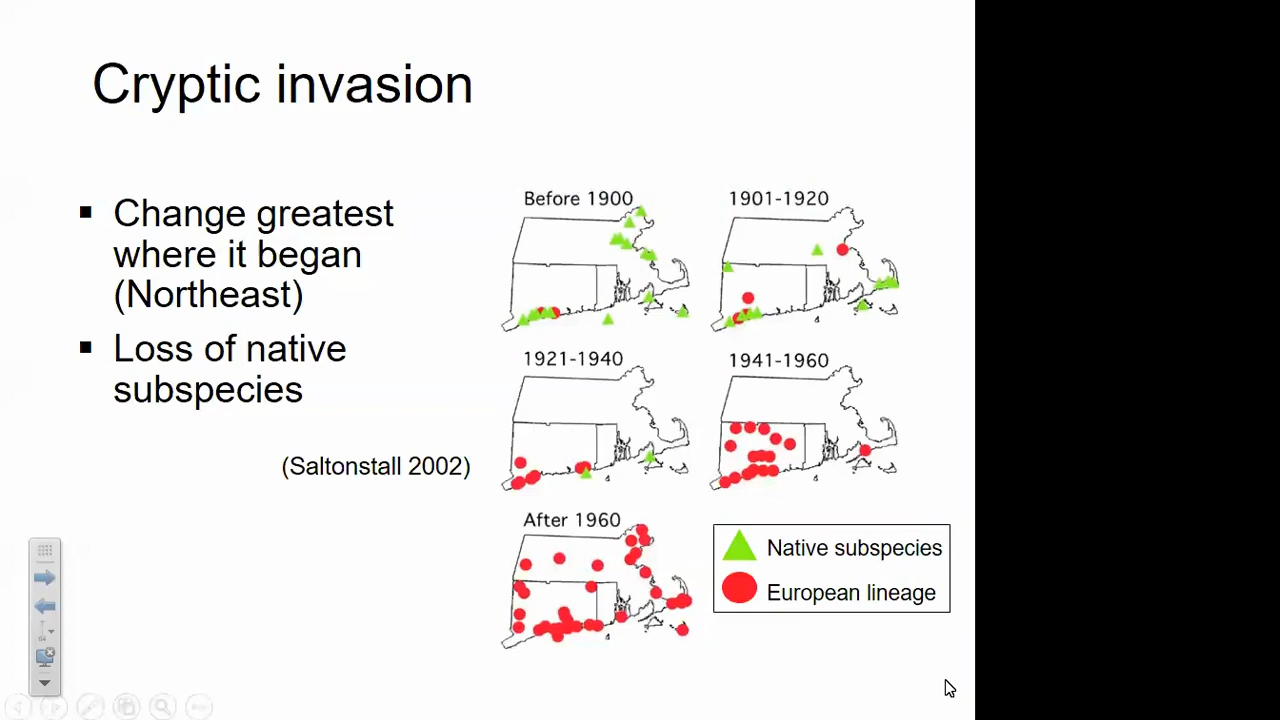 Cryptic invasion
▪ Change greatest
where it began
(Northeast)
▪ Loss of native
subspecies
(Saltonstall 2002)
Before 1900
1901-1920
1921-1940
1941-1960
After 1960
Native subspecies
European lineage